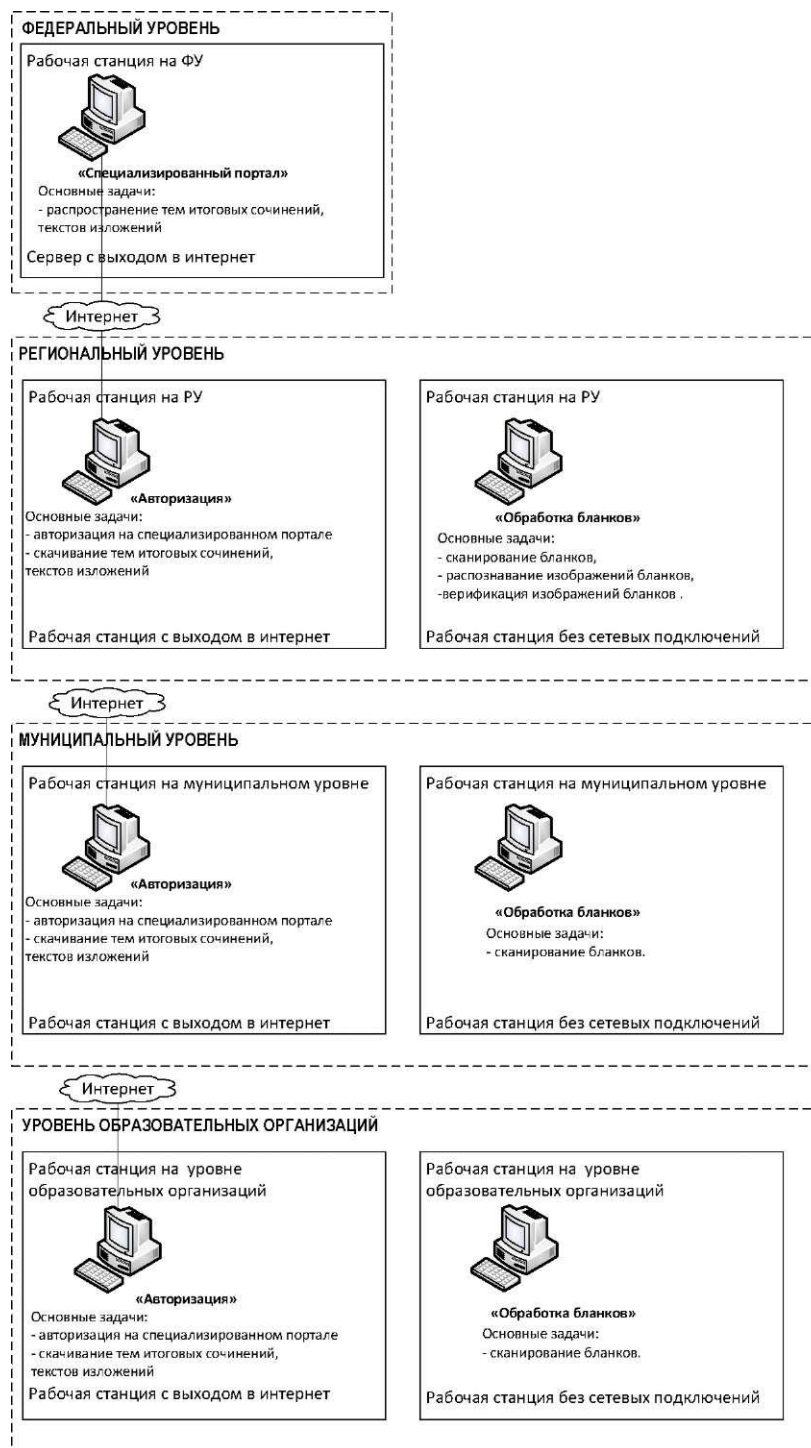 ФЕДЕРАЛЬНЫЙ УРОВЕНЬ
Рабочая станция на ФУ
«Специализированный портал»
Основные задачи:
- распространение тем итоговых сочинений,
текстов изложений
Сервер с выходом в интернет
Интернет
РЕГИОНАЛЬНЫЙ УРОВЕНЬ
Рабочая станция на РУ
«Авторизация»
Основные задачи:
- авторизация на специализированном портале
- скачивание тем итоговых сочинений,
текстов изложений
Рабочая станция с выходом в интернет
Рабочая станция на РУ
«Обработка бланков»
Основные задачи:
- сканирование бланков,
- распознавание изображений бланков,
-верификация изображений бланков .
Рабочая станция без сетевых подключений
Интернет
МУНИЦИПАЛЬНЫЙ УРОВЕНЬ
Рабочая станция на муниципальном уровне
«Авторизация»
Основные задачи:
- авторизация на специализированном портале
- скачивание тем итоговых сочинений,
текстов изложений
Рабочая станция с выходом в интернет
Рабочая станция на муниципальном уровне
«Обработка бланков»
Основные задачи:
- сканирование бланков.
Рабочая станция без сетевых подключений
Интернет
УРОВЕНЬ ОБРАЗОВАТЕЛЬНЫХ ОРГАНИЗАЦИЙ
Рабочая станция на уровне
образовательных организаций
«Авторизация»
Основные задачи:
- авторизация на специализированном портале
- скачивание тем итоговых сочинений,
текстов изложений
Рабочая станция с выходом в интернет
Рабочая станция на уровне
образовательных организаций
«Обработка бланков»
Основные задачи:
- сканирование бланков.
Рабочая станция без сетевых подключений